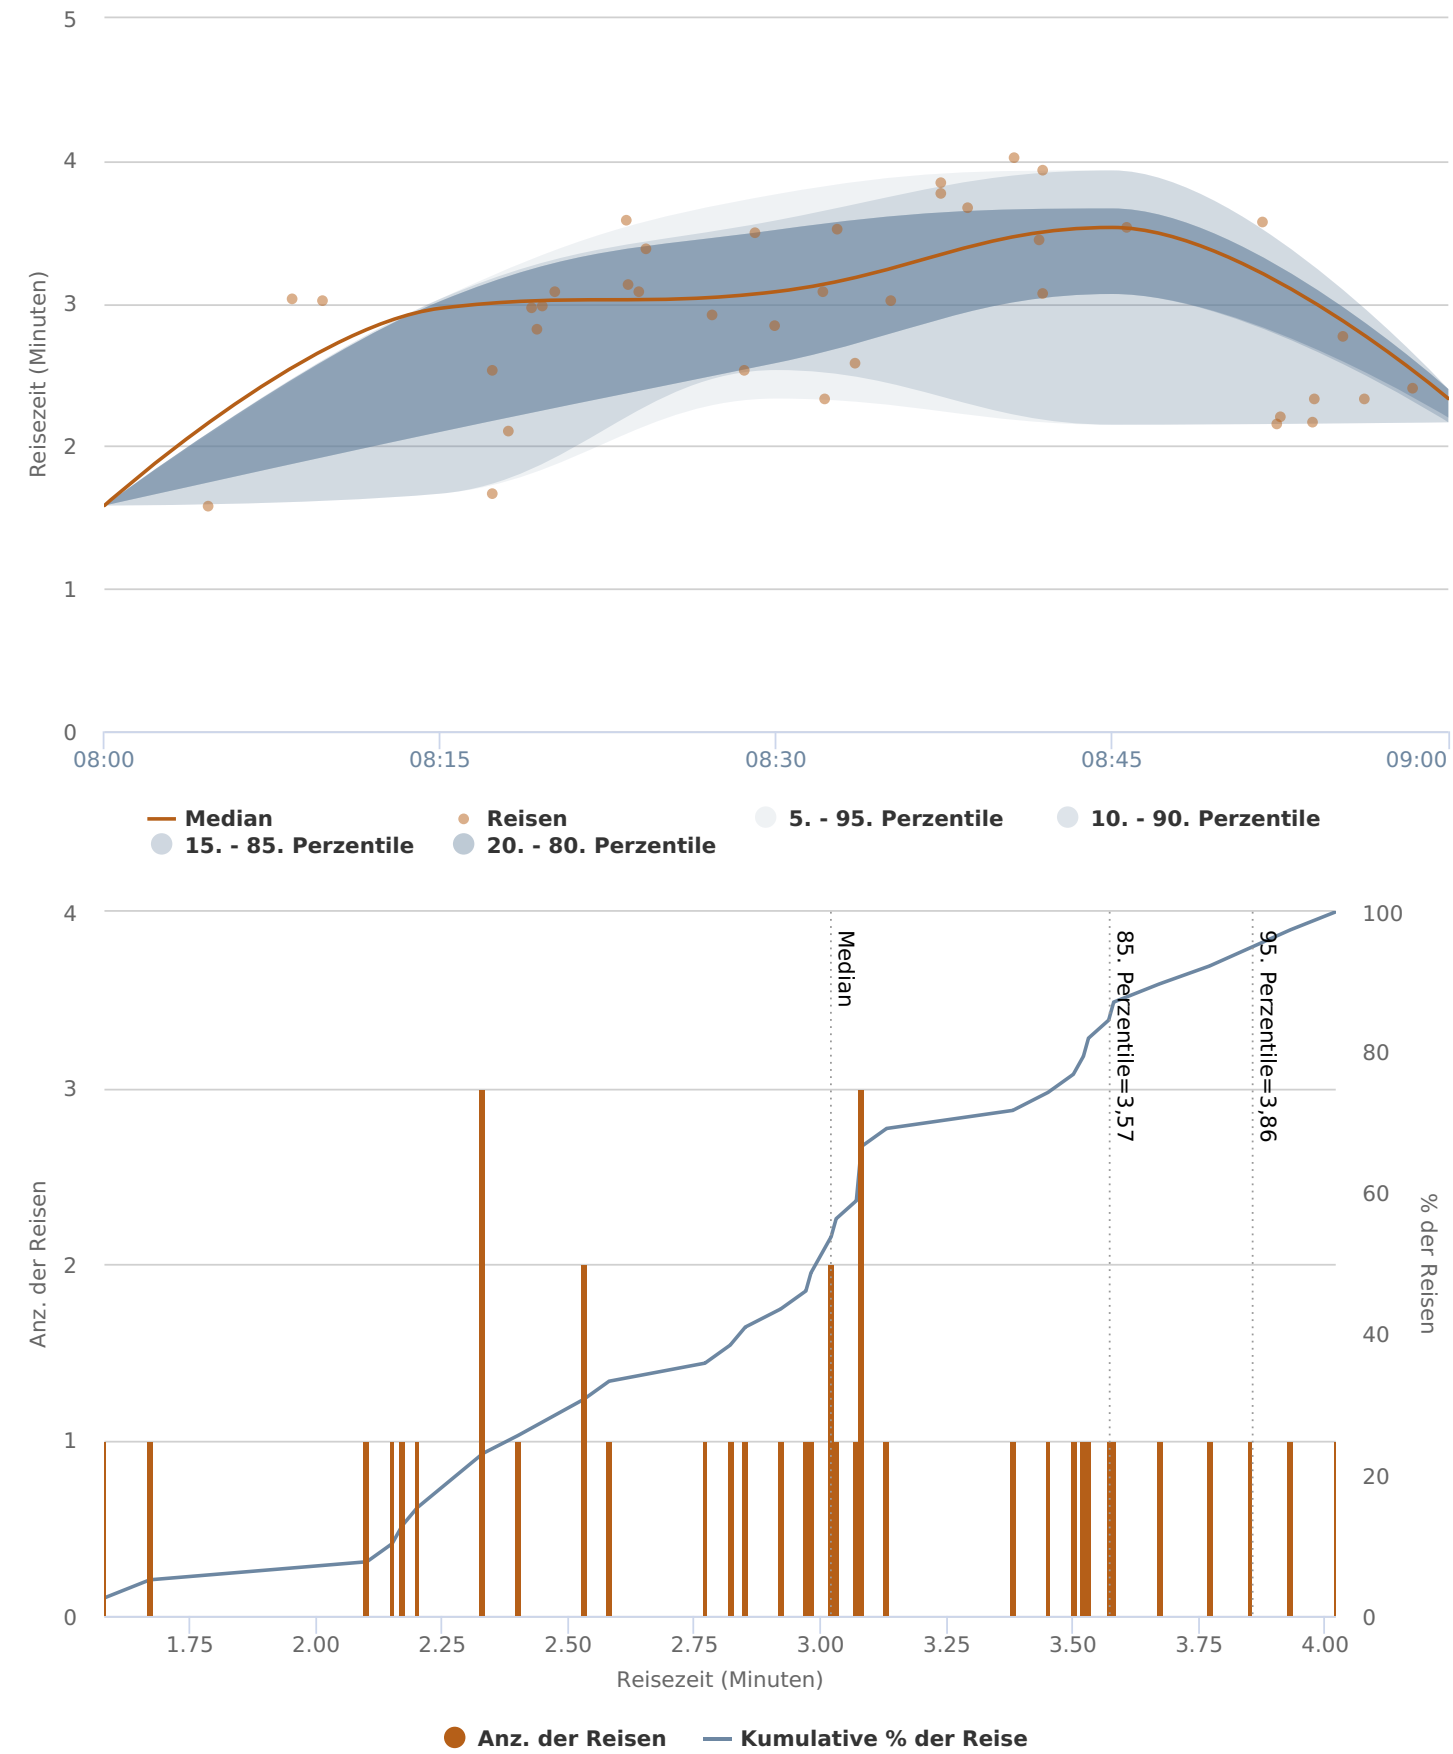 5
4
3
2
1
0
Reisezeit (Minuten)
08:00 08:15 08:30 08:45 09:00
Median Reisen 5. - 95. Perzentile 10. - 90. Perzentile
15. - 85. Perzentile 20. - 80. Perzentile
4
3
2
1
0
Anz. der Reisen
Median
85. Perzentile=3,57
95. Perzentile=3,86
100
80
60
40
20
0
% der Reisen
1.75 2.00 2.25 2.50 2.75 3.00 3.25 3.50 3.75 4.00
Reisezeit (Minuten)
Anz. der Reisen Kumulative % der Reise